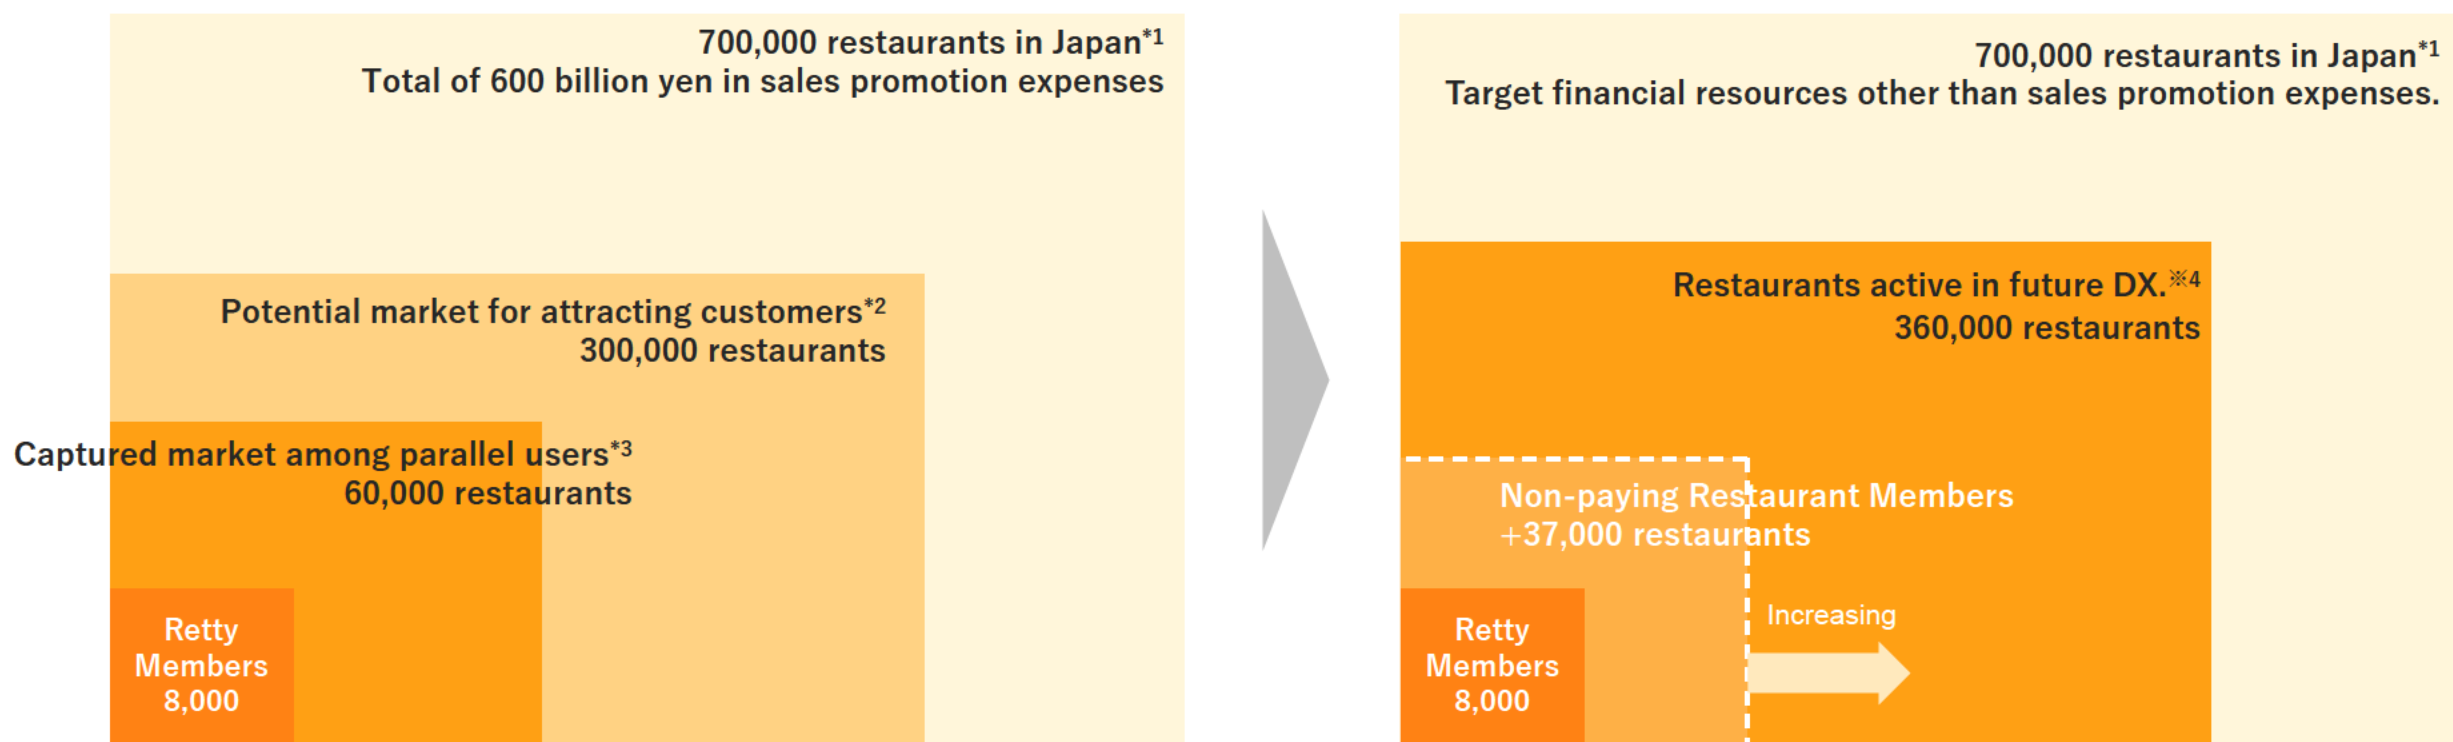 700,000 restaurants in Japan*1
Total of 600 billion yen in sales promotion expenses
Potential market for attracting customers*2
300,000 restaurants
Captured market among parallel users*3
60,000 restaurants
Retty
Members
8,000
700,000 restaurants in Japan*1
Target financial resources other than sales promotion expenses.
Restaurants active in future DX.※4
360,000 restaurants
Non-paying Restaurant Members
+37,000 restaurants
Increasing
Retty
Members
8,000